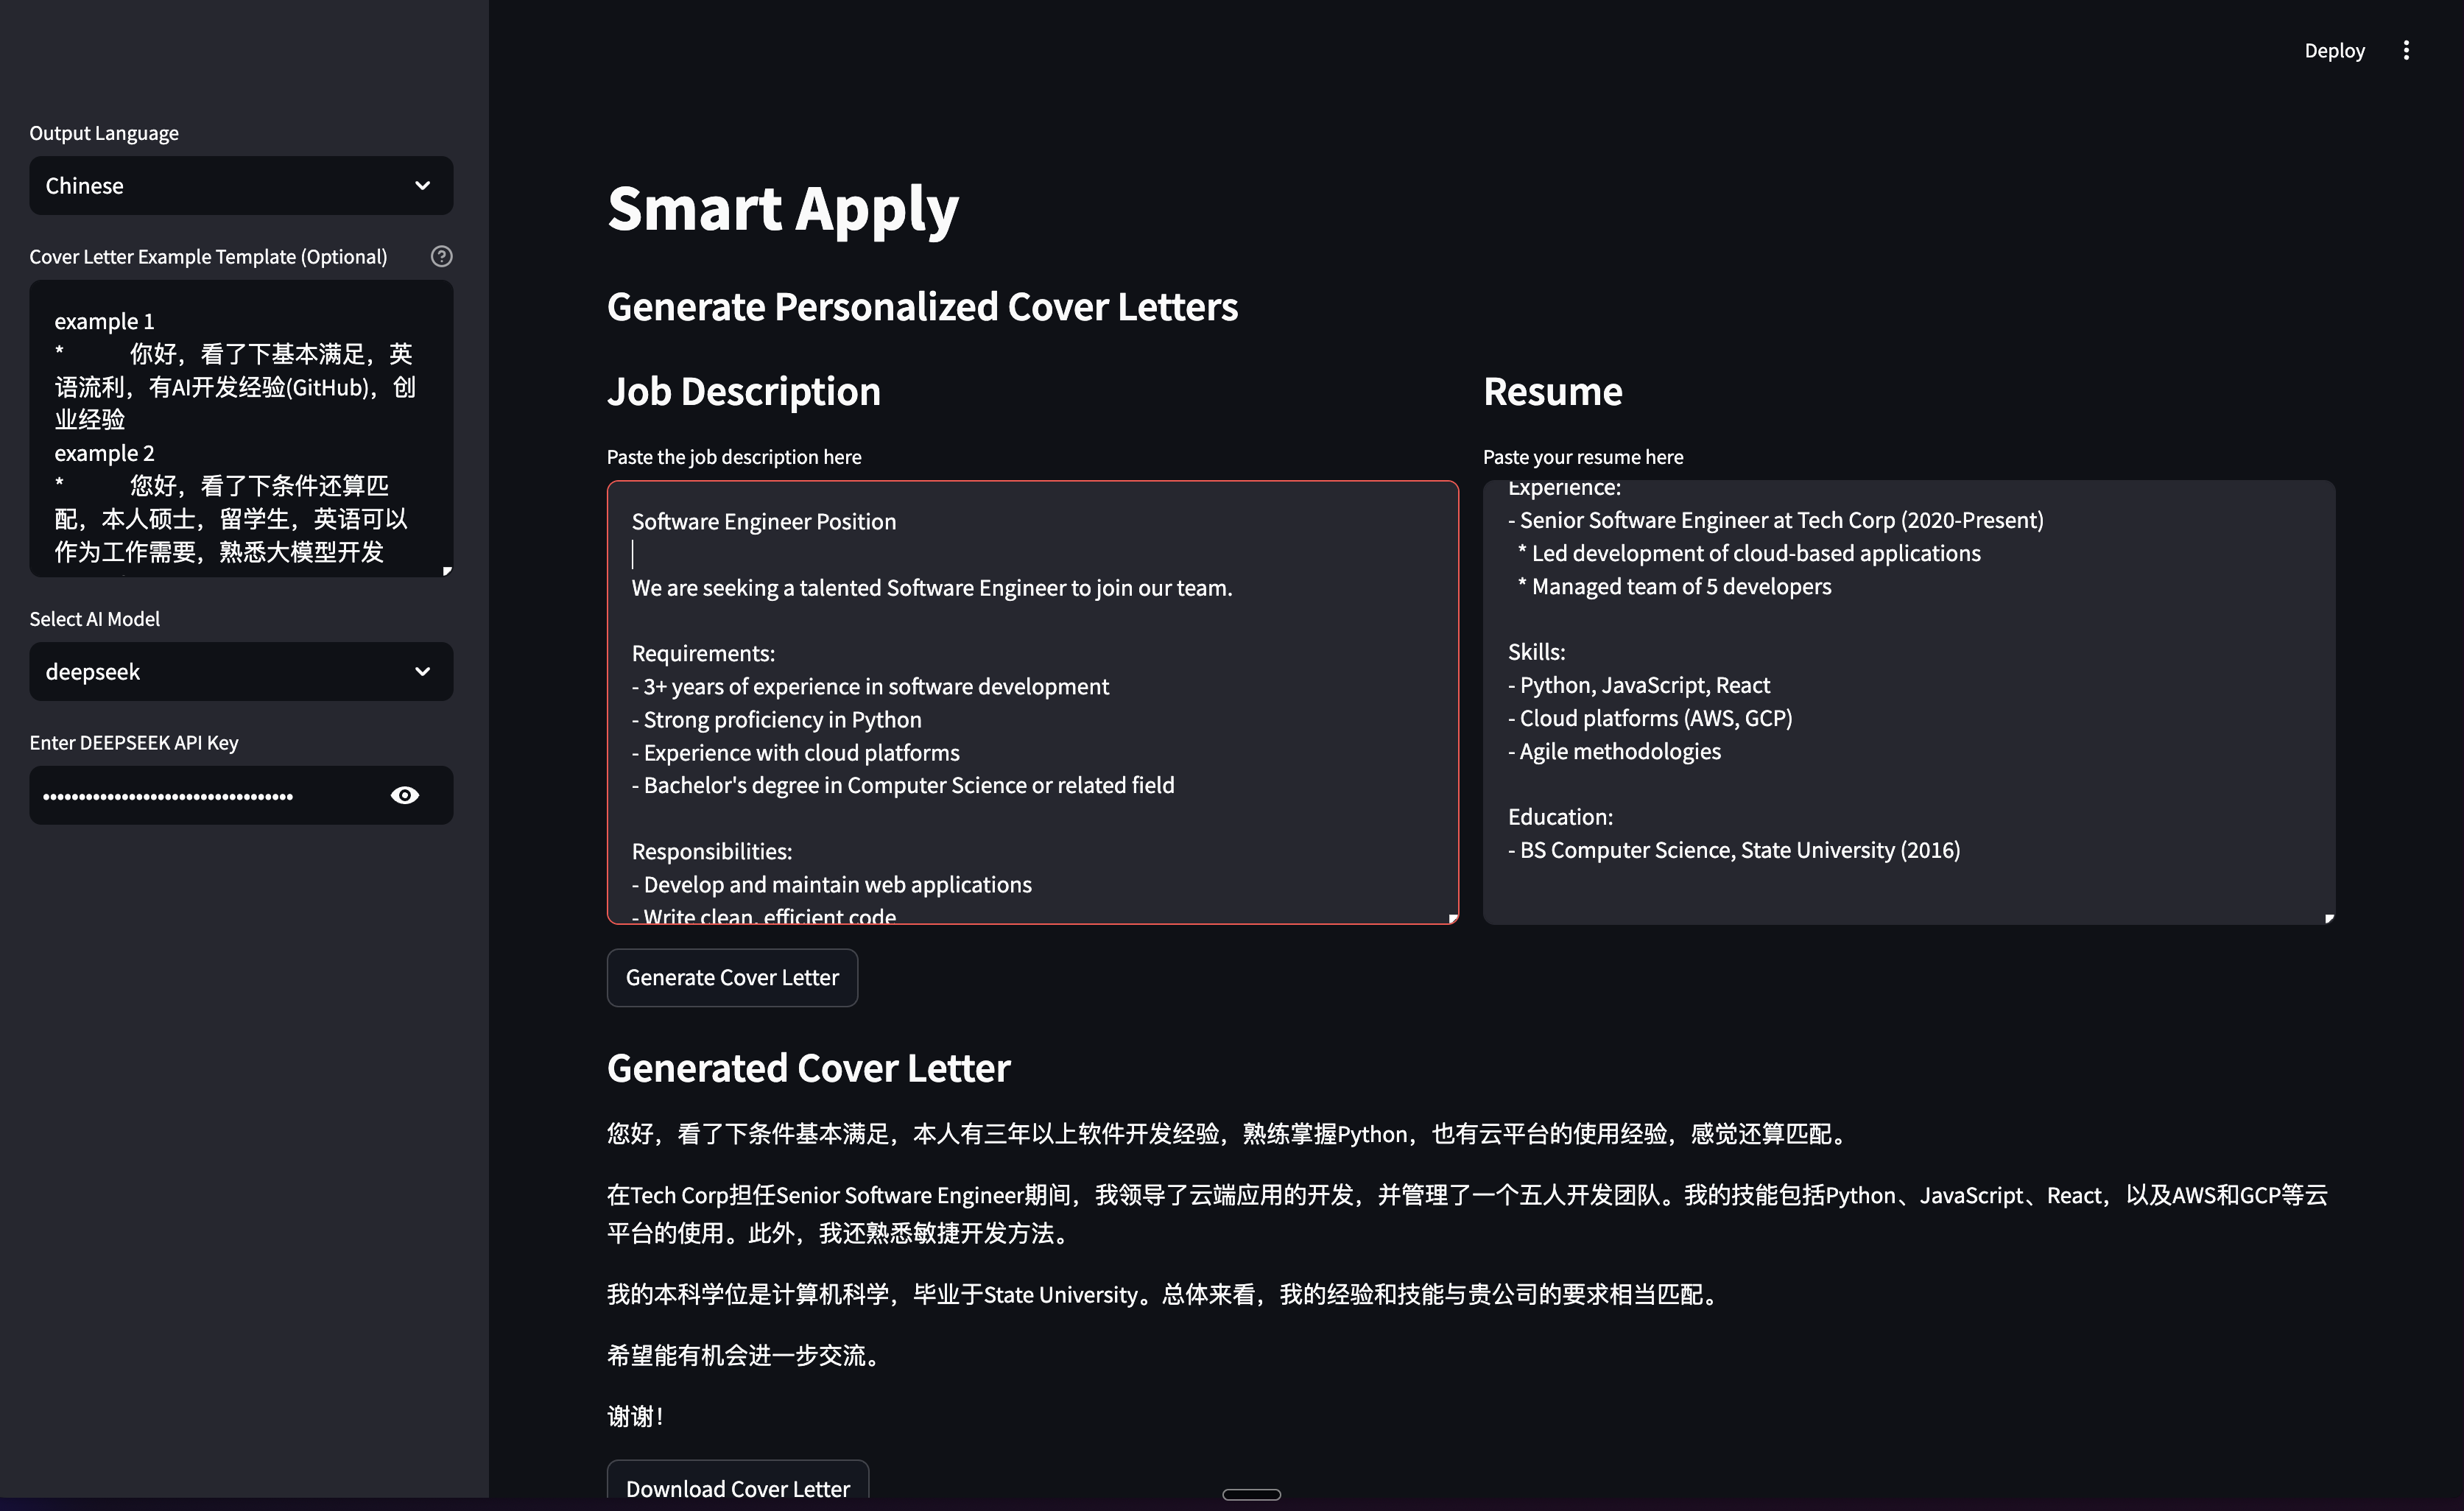 Deploy
Output Language
Chinese
Cover Letter Example Template (Optional)
example 1
* 你好，看了下基本满足，英
语流利，有AI开发经验(GitHub)，创
业经验
example 2
* 您好，看了下条件还算匹
配，本人硕士，留学生，英语可以
作为工作需要，熟悉大模型开发
Select AI Model
deepseek
Enter DEEPSEEK API Key
Smart Apply
Generate Personalized Cover Letters
Job Description
Paste the job description here
Software Engineer Position
We are seeking a talented Software Engineer to join our team.
Requirements:
- 3+ years of experience in software development
- Strong proficiency in Python
- Experience with cloud platforms
- Bachelor's degree in Computer Science or related field
Responsibilities:
- Develop and maintain web applications
- Write clean, efficient code
Resume
Paste your resume here
Experience:
- Senior Software Engineer at Tech Corp (2020-Present)
* Led development of cloud-based applications
* Managed team of 5 developers
Skills:
- Python, JavaScript, React
- Cloud platforms (AWS, GCP)
- Agile methodologies
Education:
- BS Computer Science, State University (2016)
Generate Cover Letter
Generated Cover Letter
您好，看了下条件基本满足，本人有三年以上软件开发经验，熟练掌握Python，也有云平台的使用经验，感觉还算匹配。
在Tech Corp担任Senior Software Engineer期间，我领导了云端应用的开发，并管理了一个五人开发团队。我的技能包括Python、JavaScript、React，以及AWS和GCP等云
平台的使用。此外，我还熟悉敏捷开发方法。
我的本科学位是计算机科学，毕业于State University。总体来看，我的经验和技能与贵公司的要求相当匹配。
希望能有机会进一步交流。
谢谢！
Download Cover Letter